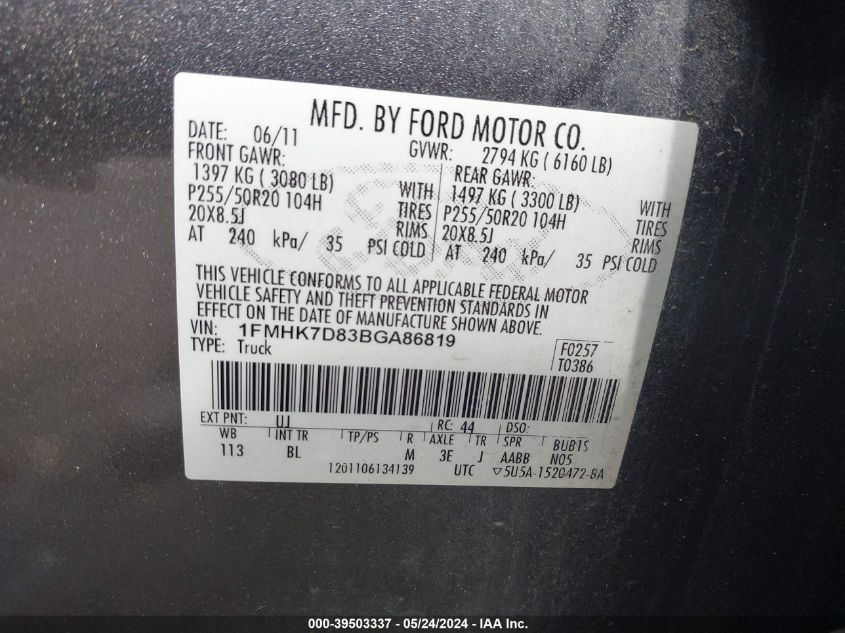 MFD. BY FORD MOTOR CO.
DATE: 06/11 GVWR: 2794 KG ( 6160 LB)
FRONT GAWR: REAR GAWR:
1397 KG ( 3080 LB) WITH 1497 KG ( 3300 LB) WITH
P255/50R20 104H TIRES P255/50R20 104H TIRES
20X8.5J RIMS 20X8.5J RIMS
AT 240 kPa/ 35 PSI COLD AT 240 kPa/ 35 PSI COLD
THIS VEHICLE CONFORMS TO ALL APPLICABLE FEDERAL MOTOR
VEHICLE SAFETY AND THEFT PREVENTION STANDARDS IN
EFFECT ON THE DATE OF MANUFACTURE SHOWN ABOVE.
VIN: 1FMHK7D83BGA86819
TYPE: Truck
F0257
T0386
EXT PNT: UJ RC: 44 DSO:
WB INT TR TP/PS R AXLE TR SPR BUB1S
113 BL M 3E J AABB N05
1201106134139 UTC ▽5U5A-1520472-BA
000-39503337 - 05/24/2024 - IAA Inc.